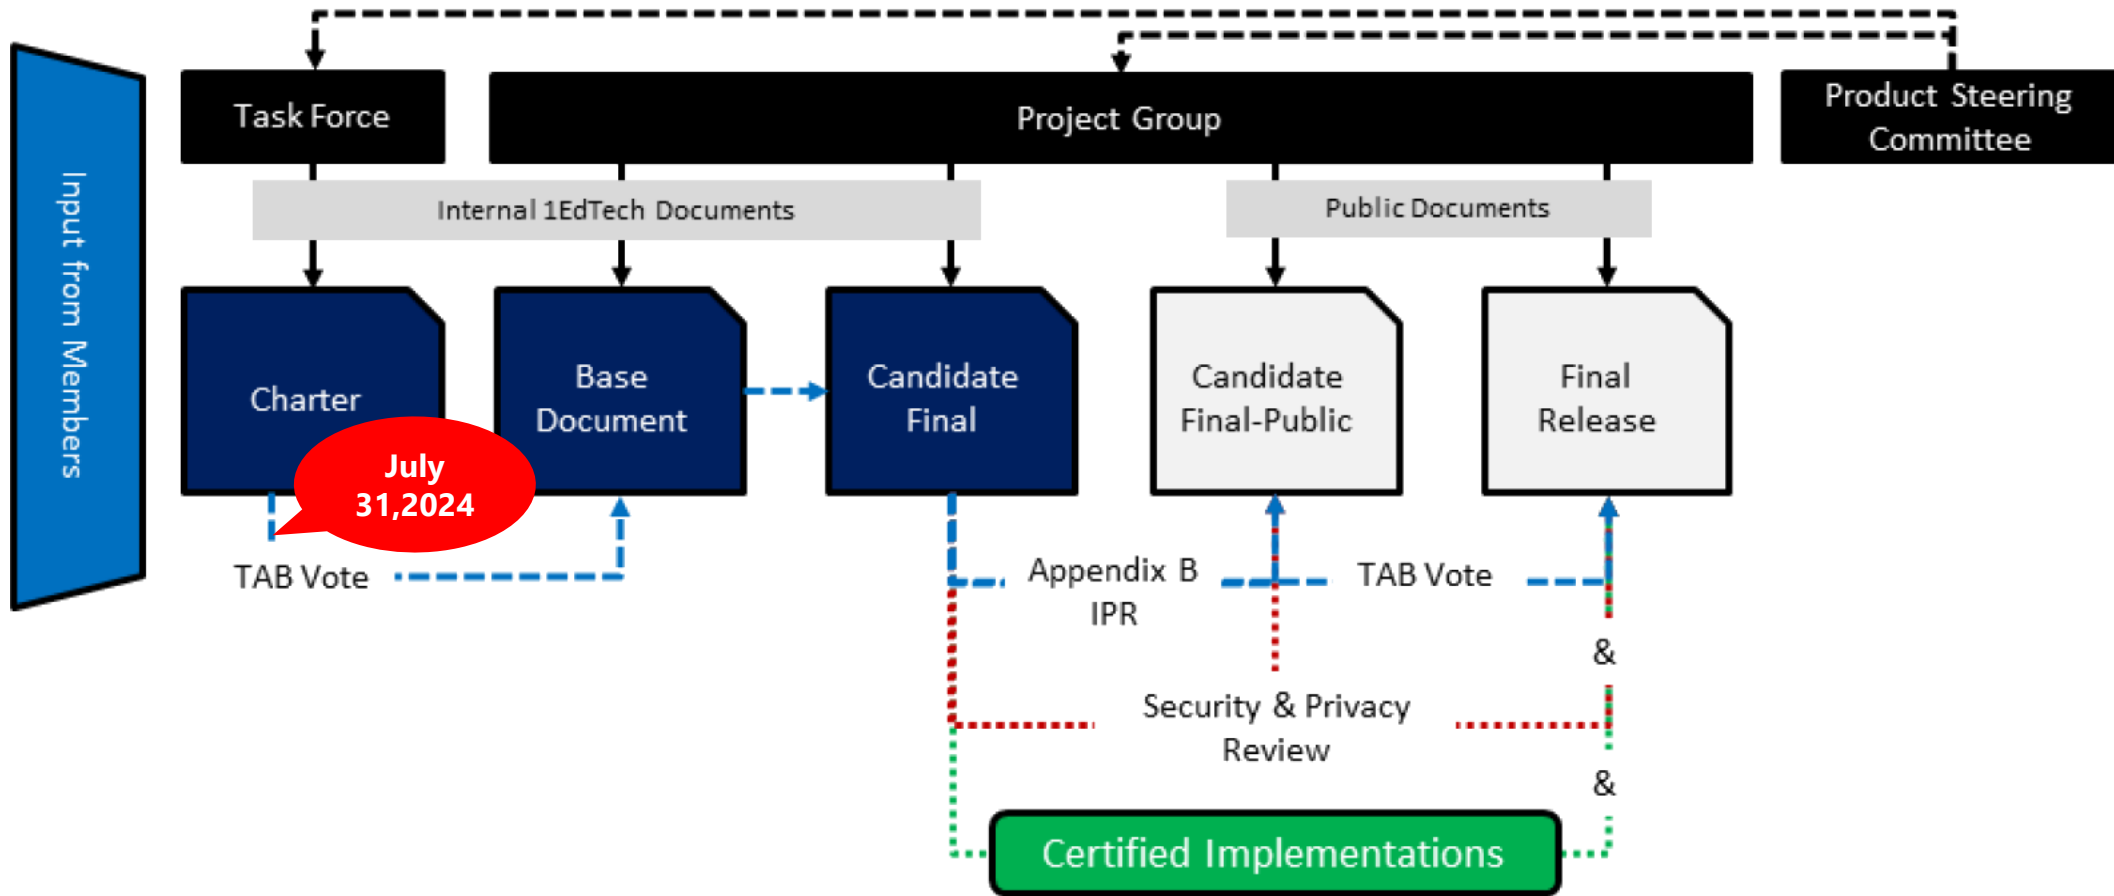 Task Force
Project Group
Product Steering
Committee
Input from Members
Internal 1EdTech Documents
Public Documents
Charter
Base
Document
Candidate
Final
Candidate
Final-Public
Final
Release
July
31,2024
TAB Vote
Appendix B
IPR
TAB Vote
&
Security & Privacy
Review
&
Certified Implementations